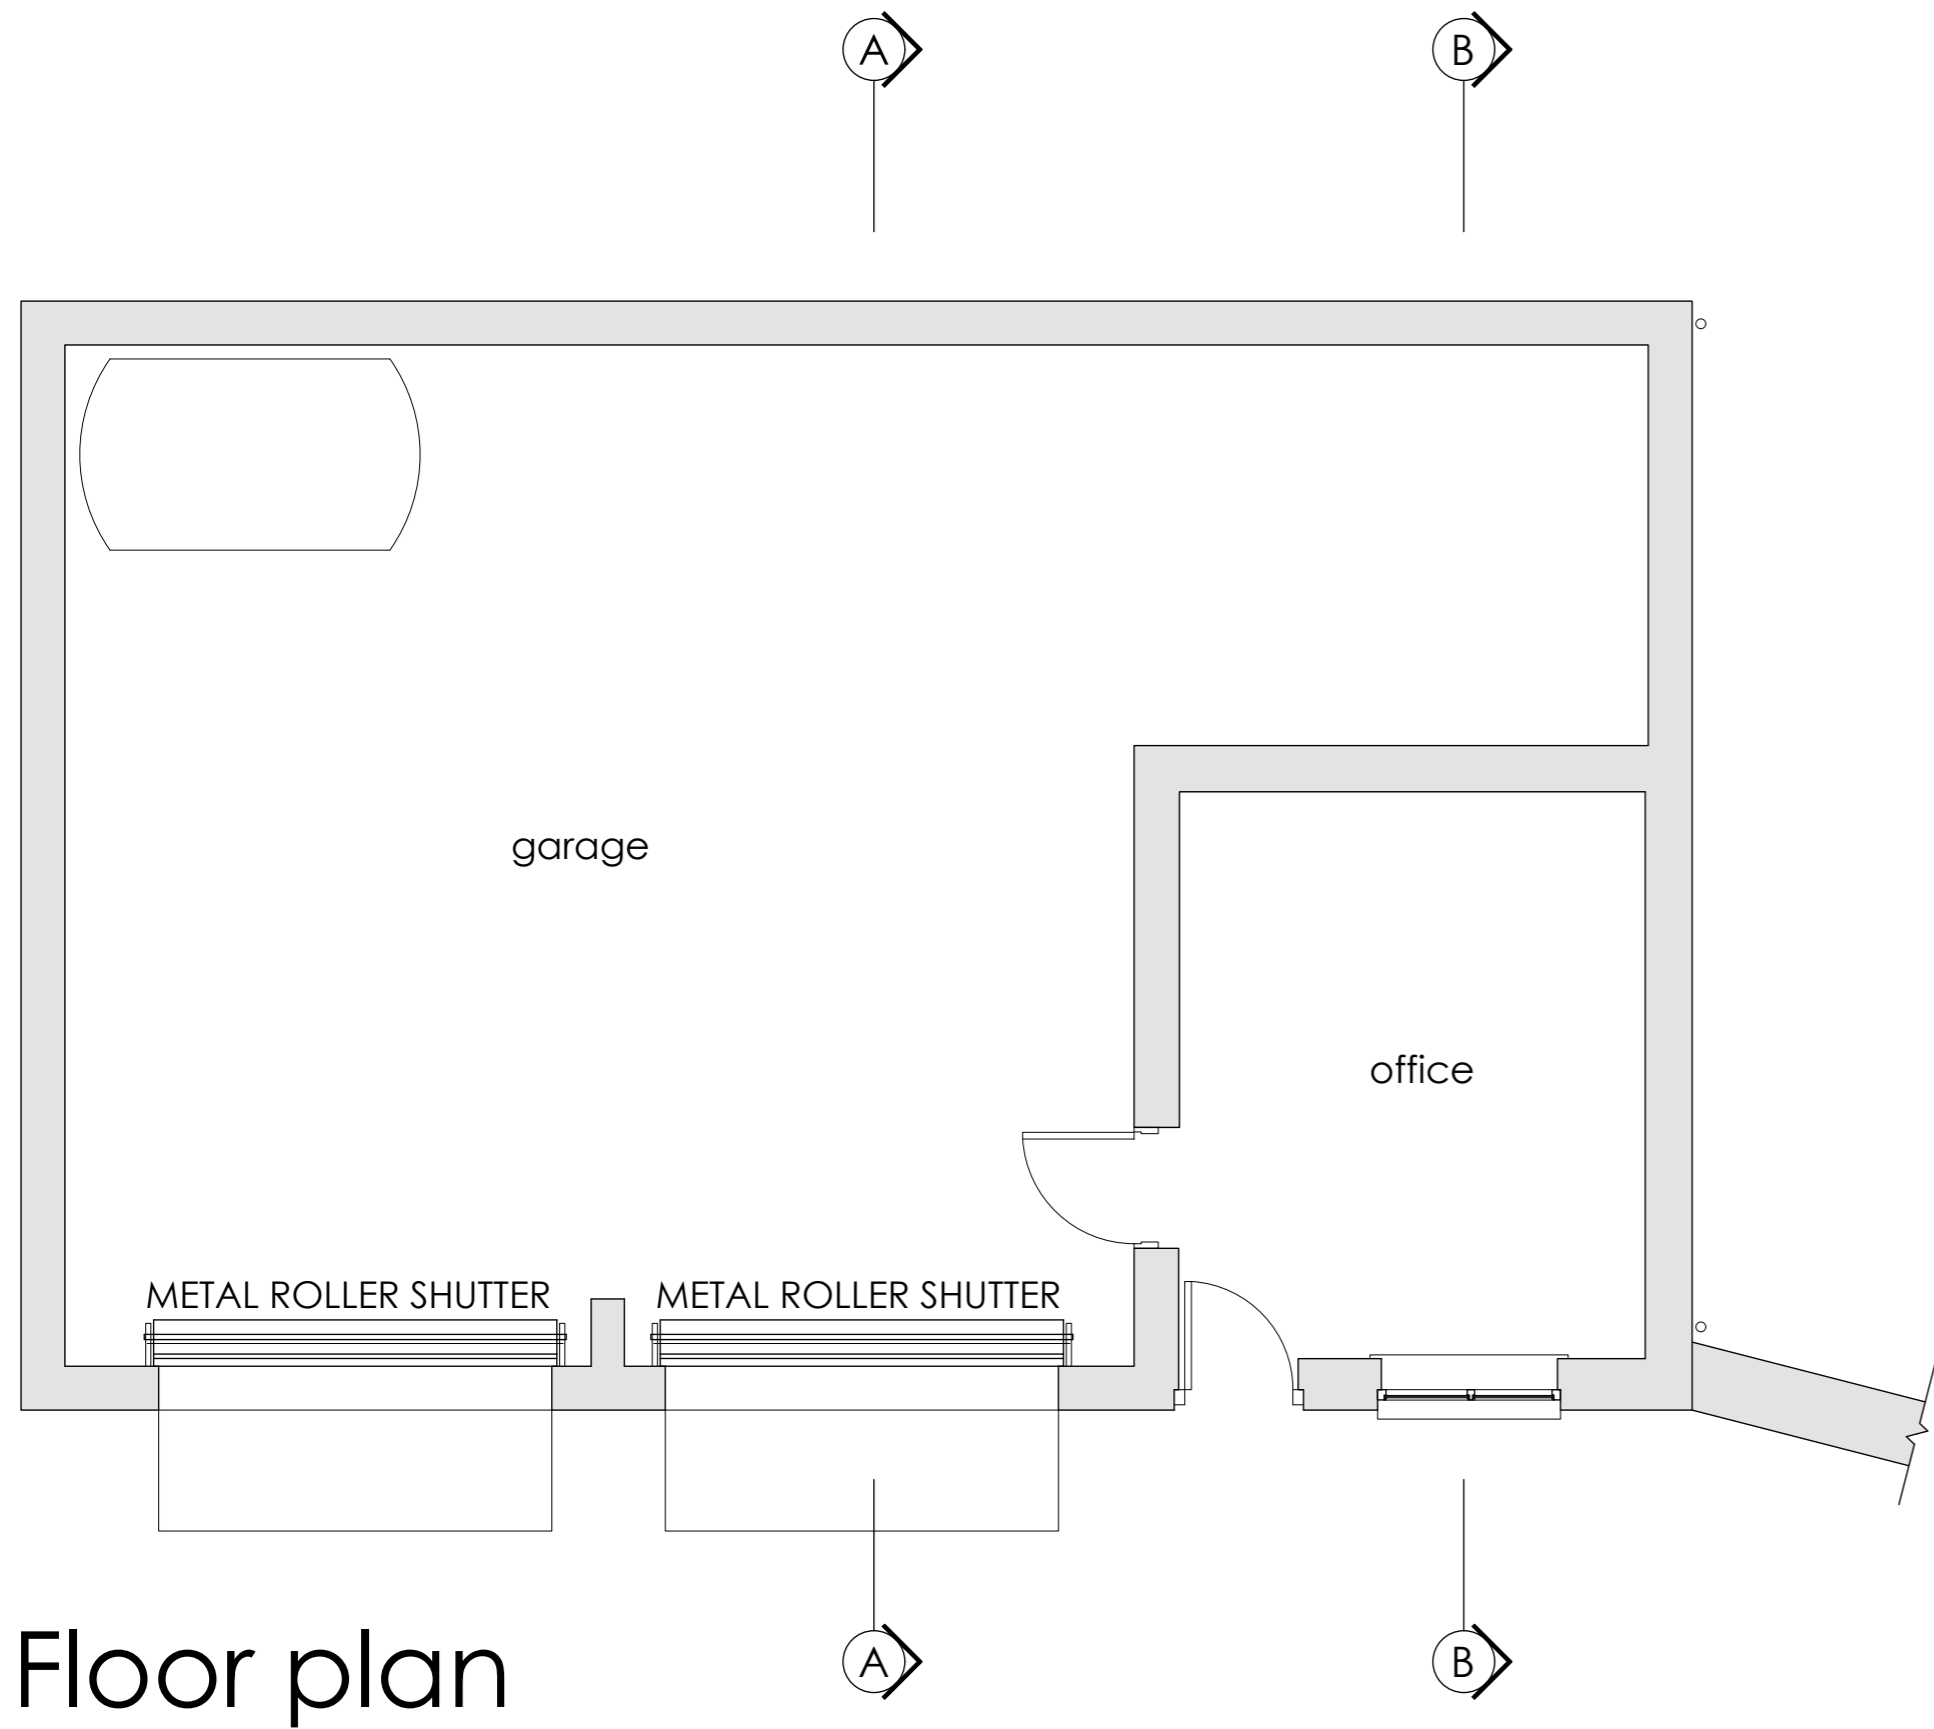 A
B
garage
office
METAL ROLLER SHUTTER
METAL ROLLER SHUTTER
Floor plan
A
B